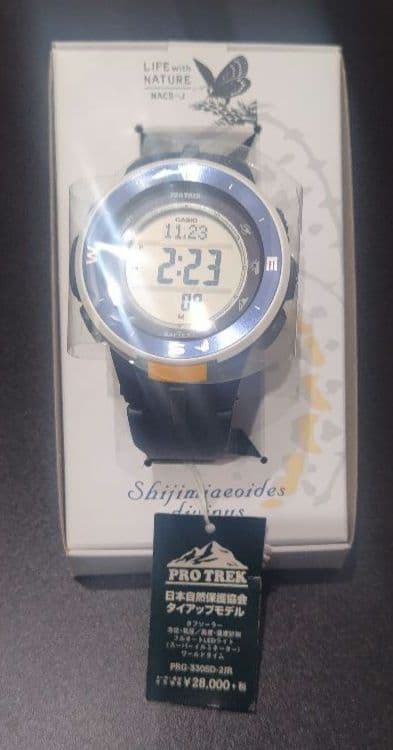 LIFE with
NATURE
NACS-J
PRO TREK
CASIO
11.23
2:23
W
E
S
Shijimiaeoides
divinus
PRO TREK
日本自然保護協会
タイアップモデル
タフソーラー
方位・気圧/高度・温度計測
フルオートLEDライト
(スーパーイルミネーター)
ワールドタイム
PRG-330SD-2JR
¥28,000+税